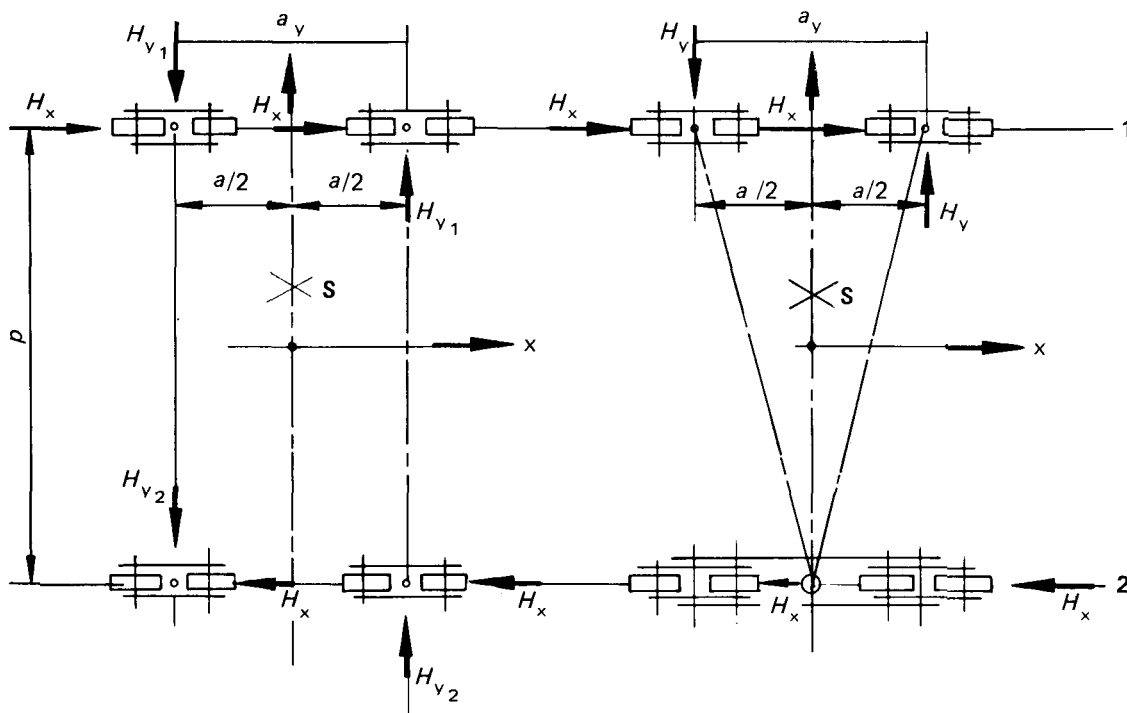 H_y1 a_y H_y a_y
H_x H_x H_x H_x 1
a/2 a/2 a/2 a/2
H_y1 H_y
S S
p
x x
H_y2
H_x H_x H_x H_x 2
H_y2